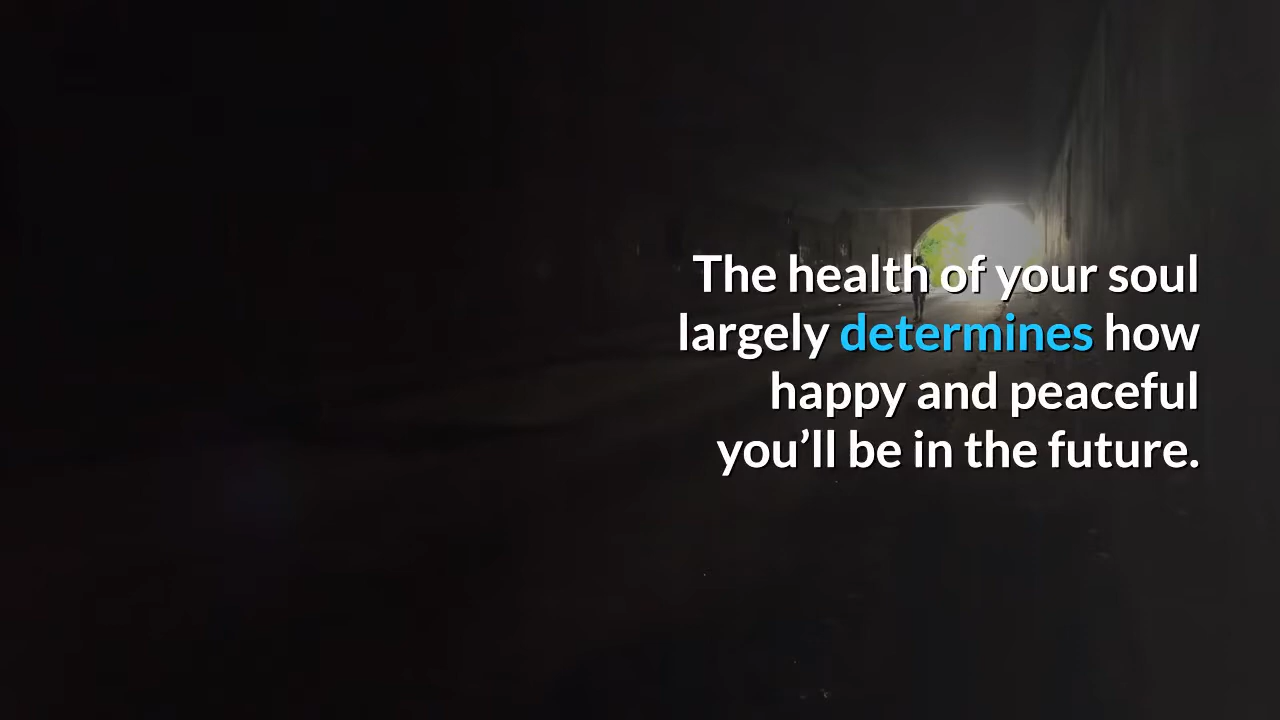 The health of your soul
largely determines how
happy and peaceful
you’ll be in the future.